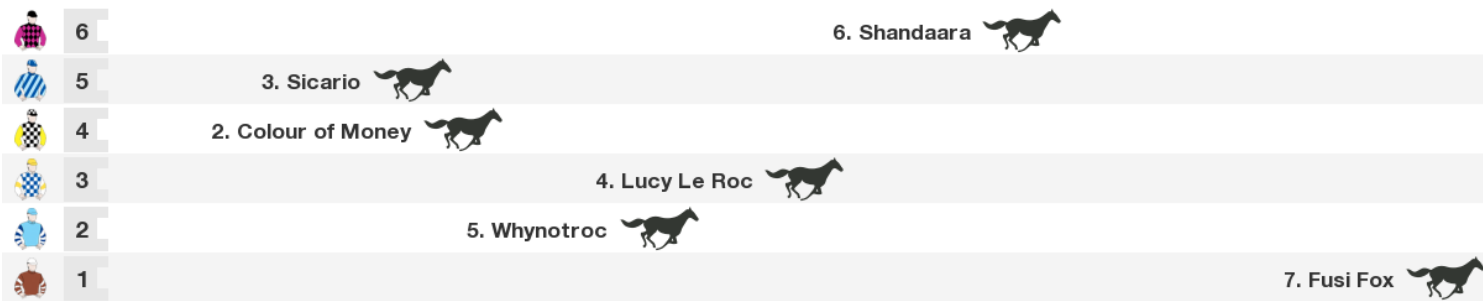 6 6. Shandaara
5 3. Sicario
4 2. Colour of Money
3 4. Lucy Le Roc
2 5. Whynotroc
1 7. Fusi Fox